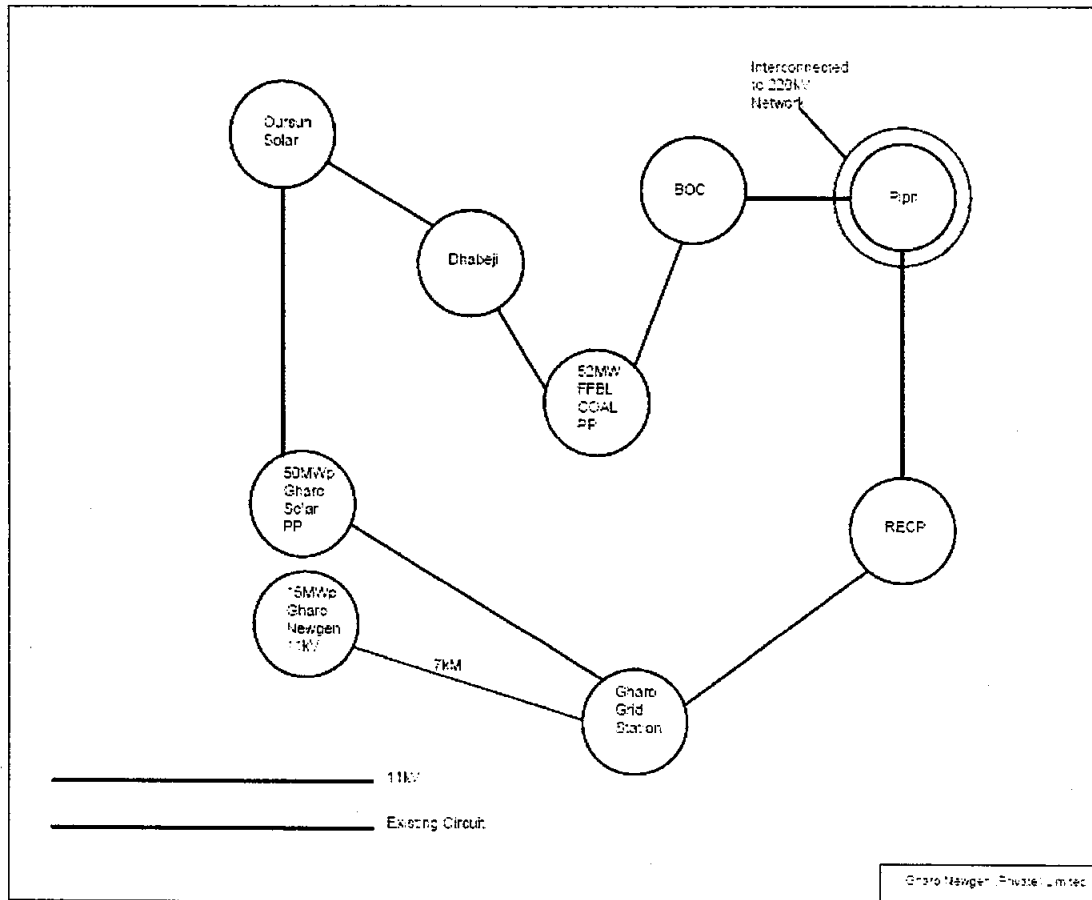 Interconnected
to 220kV
Network
Oursun
Solar
BOC
Pipri
Dhabeji
52MW
FFBL
COAL
PP
50MWp
Gharo
Solar
PP
RECP
15MWp
Gharo
Newgen
11kV
7kM
Gharo
Grid
Station
11kV
Existing Circuit
Gharo Newgen (Private) Limited